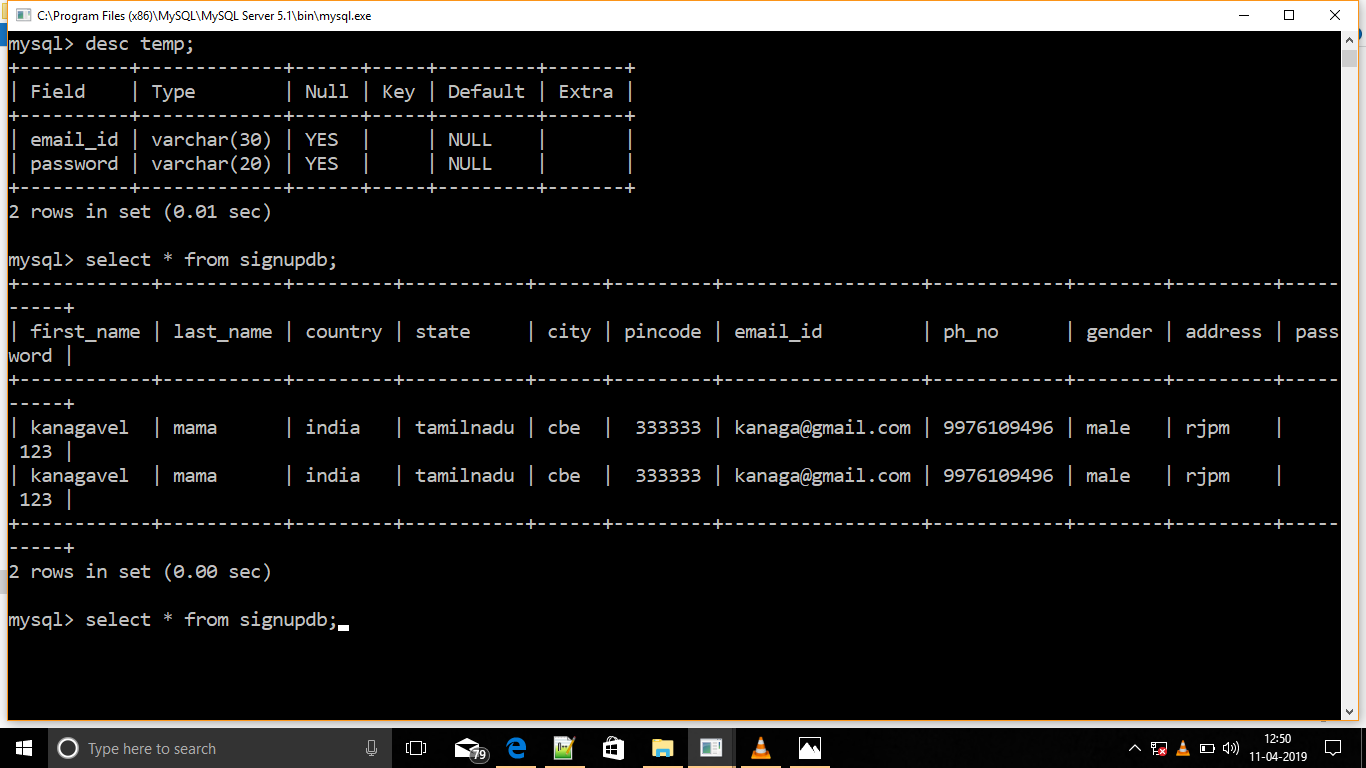 C:\Program Files (x86)\MySQL\MySQL Server 5.1\bin\mysql.exe
mysql> desc temp;
+----------+-------------+------+-----+---------+-------+
| Field    | Type        | Null | Key | Default | Extra |
+----------+-------------+------+-----+---------+-------+
| email_id | varchar(30) | YES  |     | NULL    |       |
| password | varchar(20) | YES  |     | NULL    |       |
+----------+-------------+------+-----+---------+-------+
2 rows in set (0.01 sec)
mysql> select * from signupdb;
+------------+-----------+---------+-----------+------+---------+------------------+------------+--------+---------+-----
-----+
| first_name | last_name | country | state     | city | pincode | email_id         | ph_no      | gender | address | pass
word |
+------------+-----------+---------+-----------+------+---------+------------------+------------+--------+---------+-----
-----+
| kanagavel  | mama      | india   | tamilnadu | cbe  |  333333 | kanaga@gmail.com | 9976109496 | male   | rjpm    |
 123 |
| kanagavel  | mama      | india   | tamilnadu | cbe  |  333333 | kanaga@gmail.com | 9976109496 | male   | rjpm    |
 123 |
+------------+-----------+---------+-----------+------+---------+------------------+------------+--------+---------+-----
-----+
2 rows in set (0.00 sec)
mysql> select * from signupdb;
Type here to search
79
12:50
11-04-2019